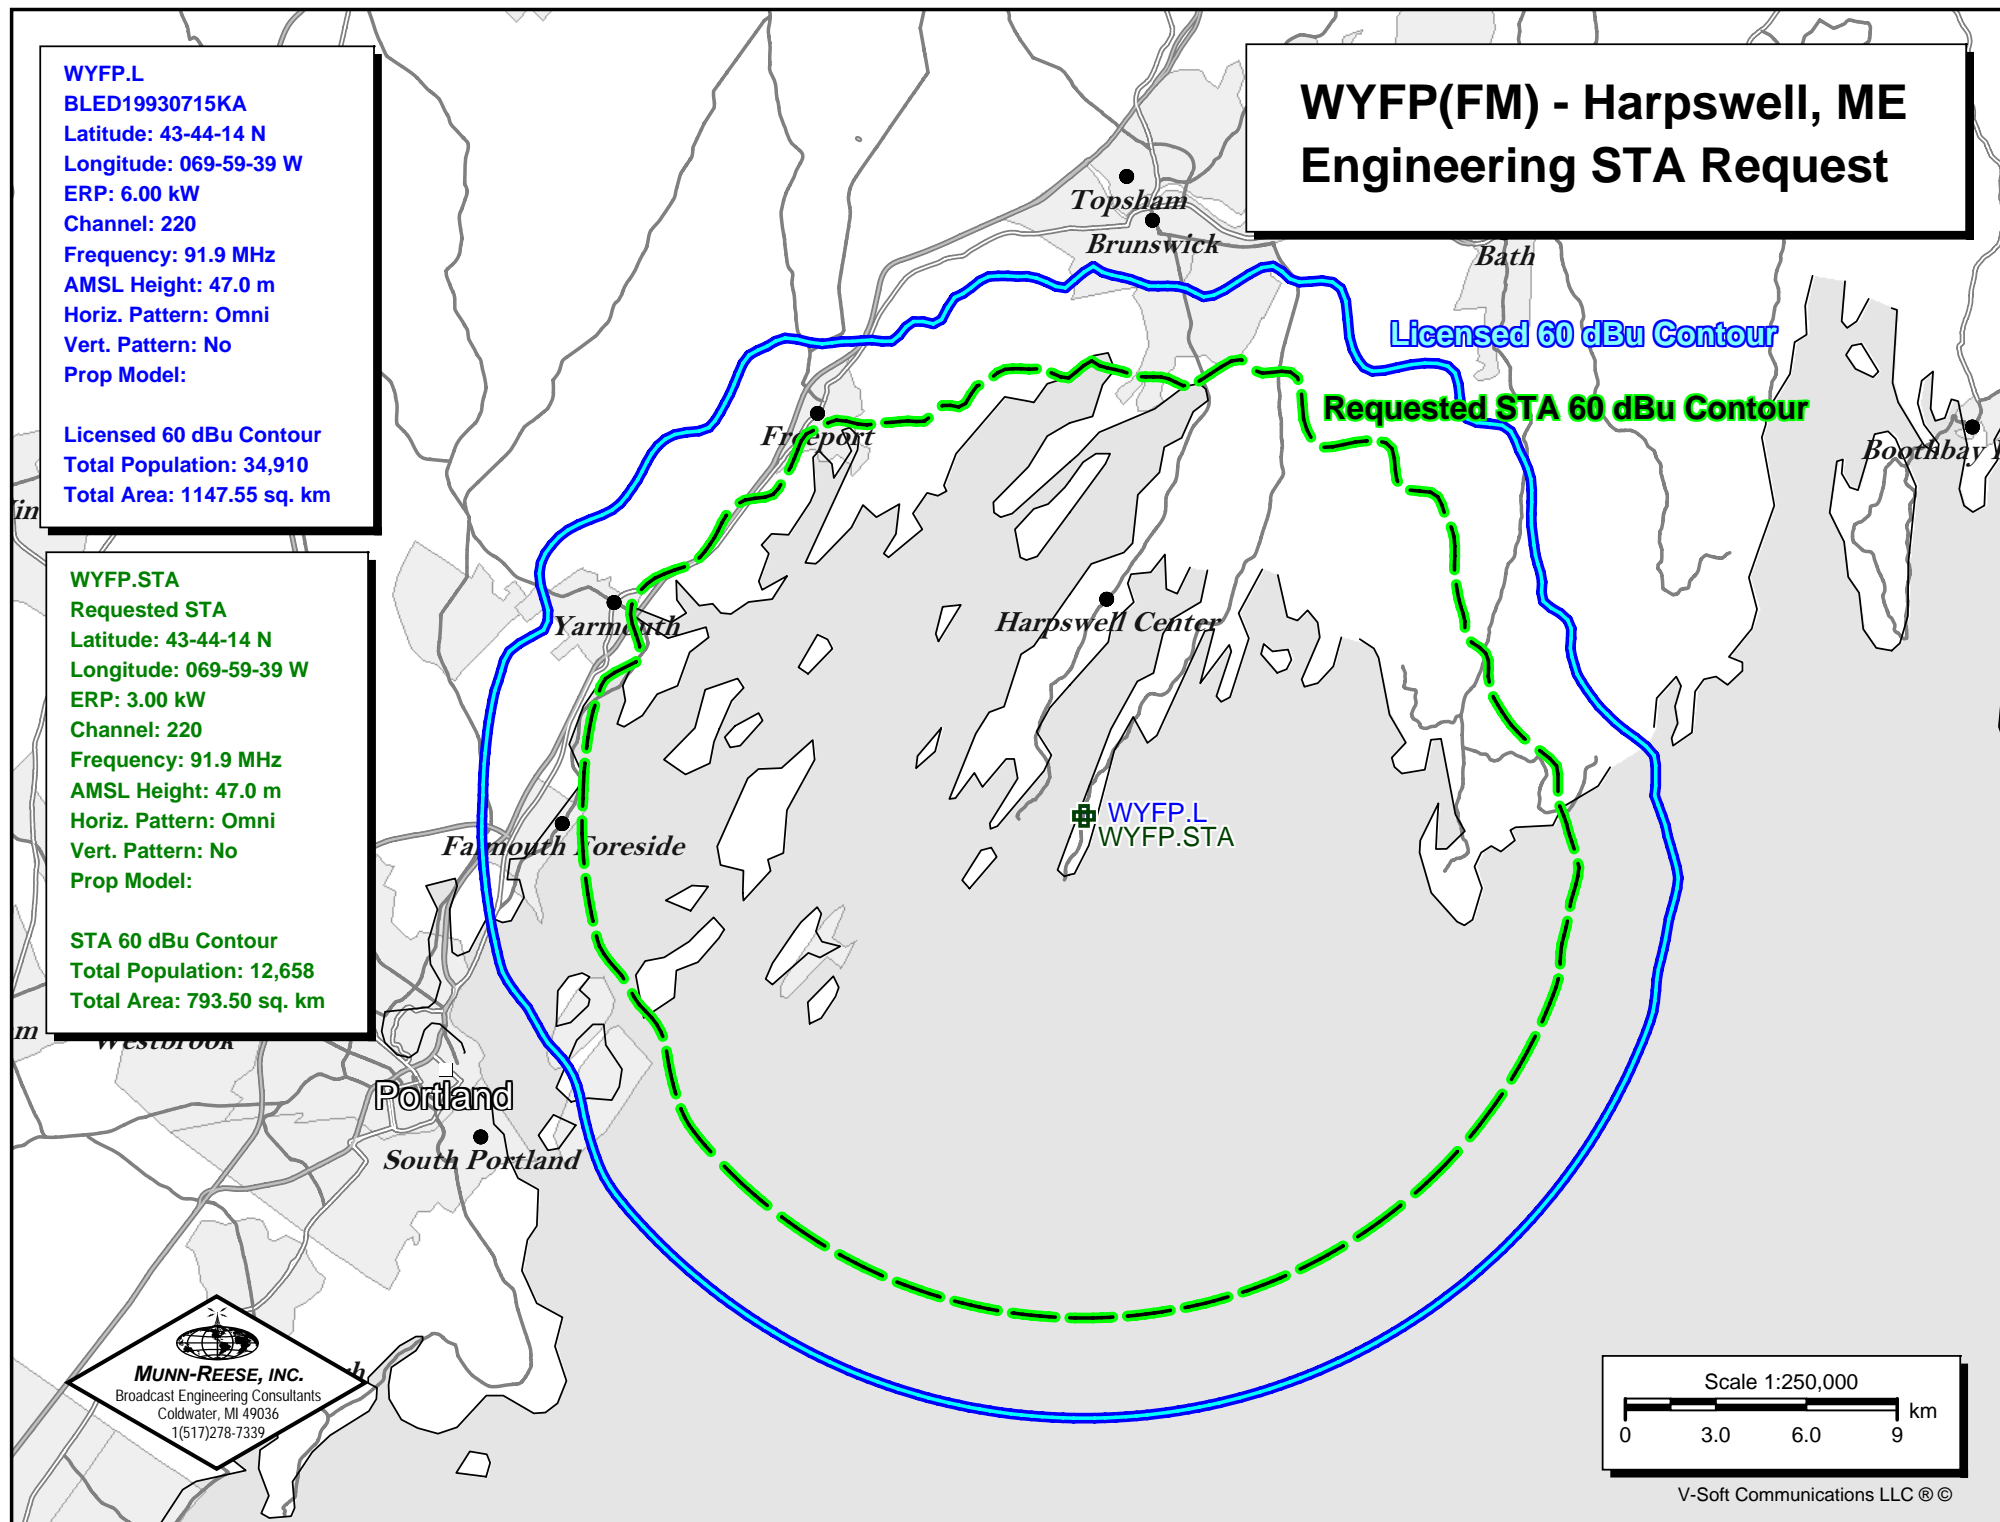 WYFP.L
BLED19930715KA
Latitude: 43-44-14 N
Longitude: 069-59-39 W
ERP: 6.00 kW
Channel: 220
Frequency: 91.9 MHz
AMSL Height: 47.0 m
Horiz. Pattern: Omni
Vert. Pattern: No
Prop Model:
Licensed 60 dBu Contour
Total Population: 34,910
Total Area: 1147.55 sq. km
WYFP.STA
Requested STA
Latitude: 43-44-14 N
Longitude: 069-59-39 W
ERP: 3.00 kW
Channel: 220
Frequency: 91.9 MHz
AMSL Height: 47.0 m
Horiz. Pattern: Omni
Vert. Pattern: No
Prop Model:
STA 60 dBu Contour
Total Population: 12,658
Total Area: 793.50 sq. km
WYFP(FM) - Harpswell, ME
Engineering STA Request
Topsham
Brunswick
Bath
Licensed 60 dBu Contour
Requested STA 60 dBu Contour
Freeport
Boothbay
Yarmouth
Harpswell Center
WYFP.L
WYFP.STA
Falmouth Foreside
Westbrook
Portland
South Portland
MUNN-REESE, INC.
Broadcast Engineering Consultants
Coldwater, MI 49036
1(517)278-7339
Scale 1:250,000
km
0 3.0 6.0 9
V-Soft Communications LLC ® ©